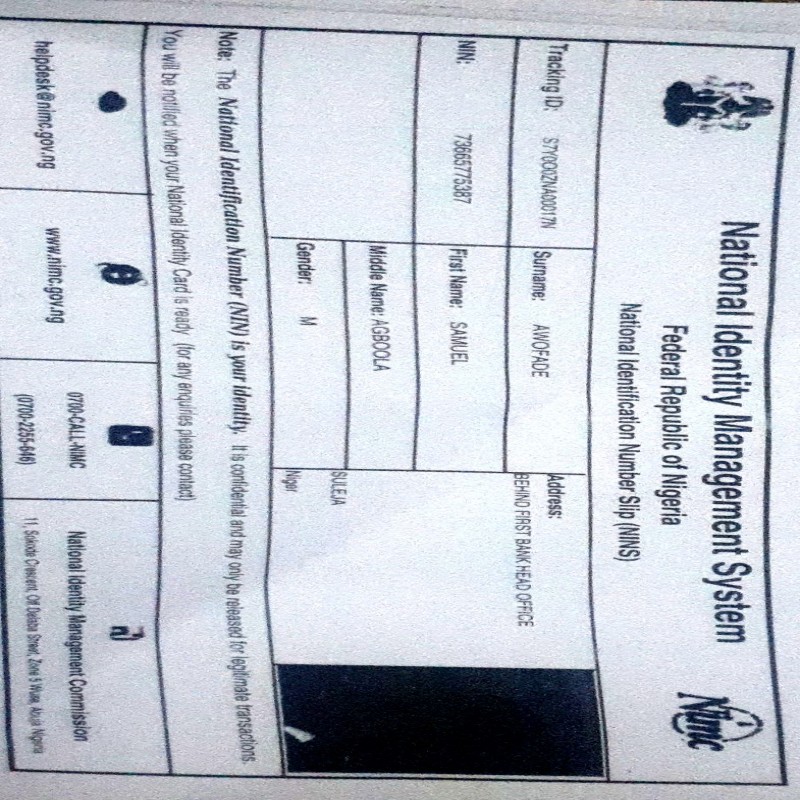 National Identity Management System
Federal Republic of Nigeria
National Identification Number Slip (NINS)
Nimc
Tracking ID: S7Y0O0ZNA00017N
Surname: AWOFADE
Address:
BEHIND FIRST BANK HEAD OFFICE
NIN: 73665775387
First Name: SAMUEL
Middle Name: AGBOOLA
SULEJA
Gender: M
Niger
Note: The National Identification Number (NIN) is your identity. It is confidential and may only be released for legitimate transactions.
You will be notified when your National Identity Card is ready (for any enquiries please contact)
helpdesk@nimc.gov.ng
www.nimc.gov.ng
0700-CALL-NIMC
(0700-2255-646)
National Identity Management Commission
11, Sokode Crescent, Off Dalaba Street, Zone 5 Wuse, Abuja Nigeria